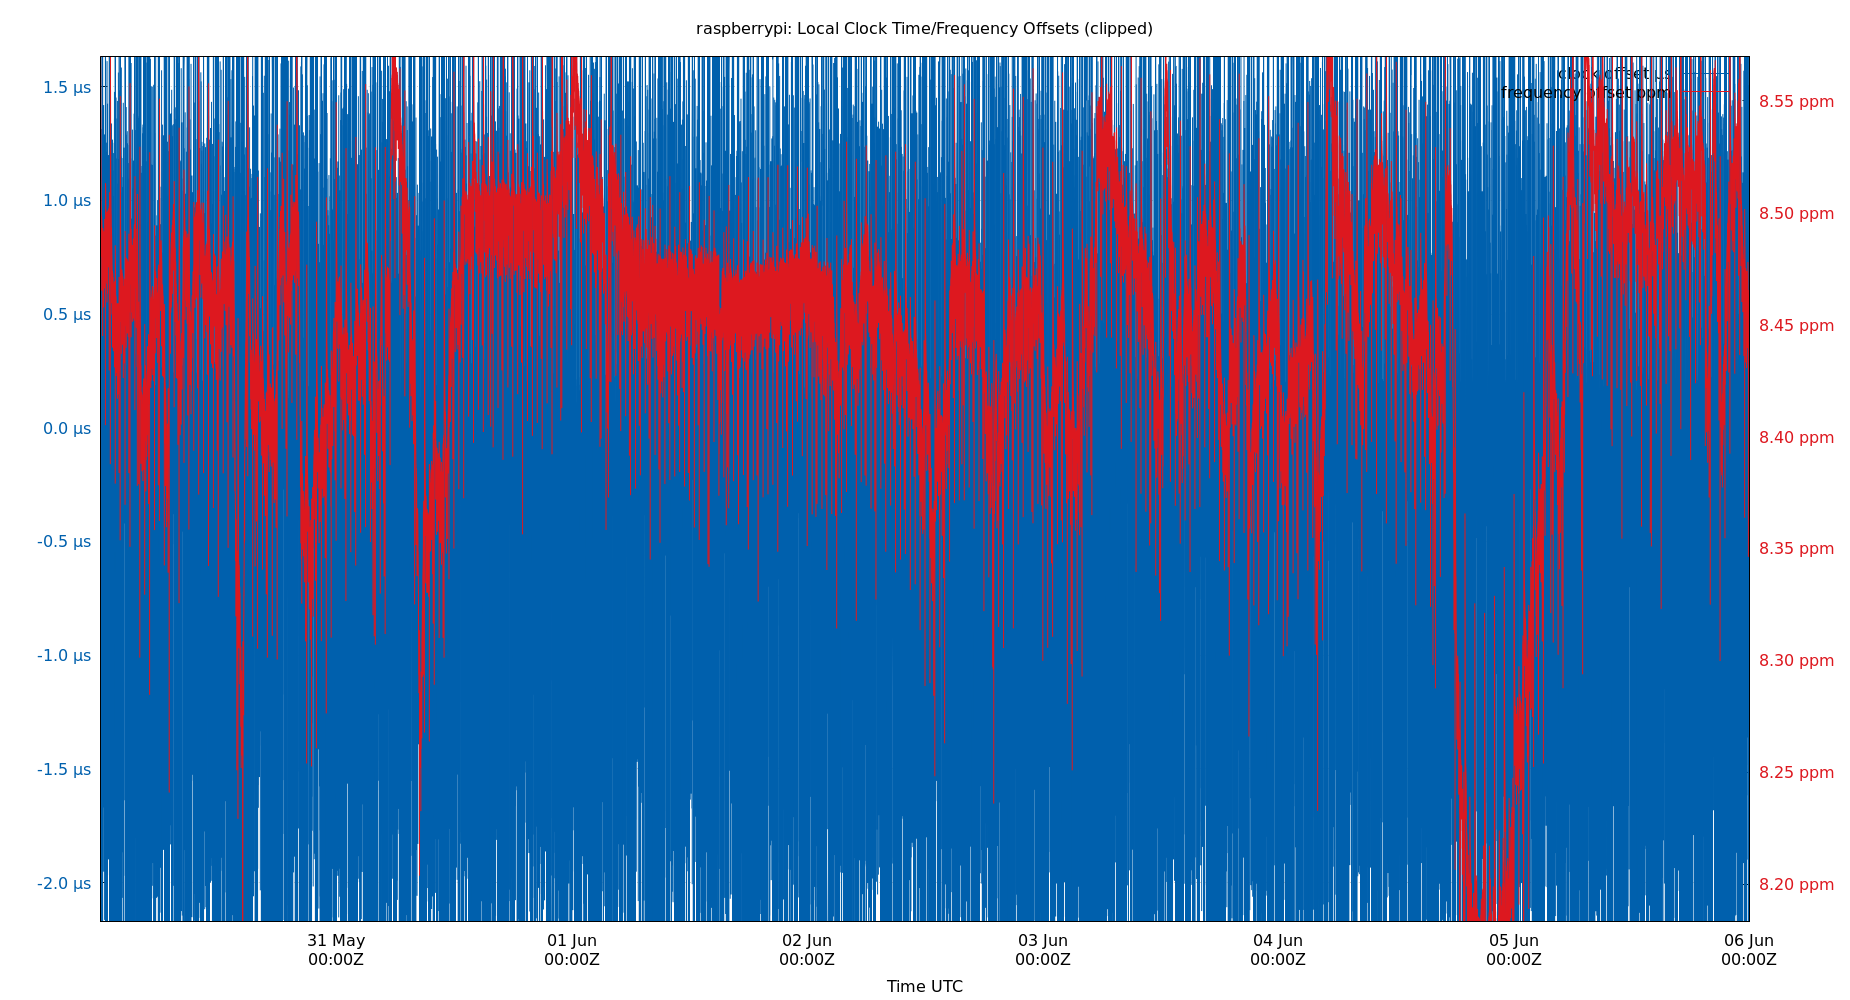 raspberrypi: Local Clock Time/Frequency Offsets (clipped)
clock offset µs
frequency offset ppm
1.5 µs
1.0 µs
0.5 µs
0.0 µs
-0.5 µs
-1.0 µs
-1.5 µs
-2.0 µs
8.55 ppm
8.50 ppm
8.45 ppm
8.40 ppm
8.35 ppm
8.30 ppm
8.25 ppm
8.20 ppm
31 May
00:00Z
01 Jun
00:00Z
02 Jun
00:00Z
03 Jun
00:00Z
04 Jun
00:00Z
05 Jun
00:00Z
06 Jun
00:00Z
Time UTC